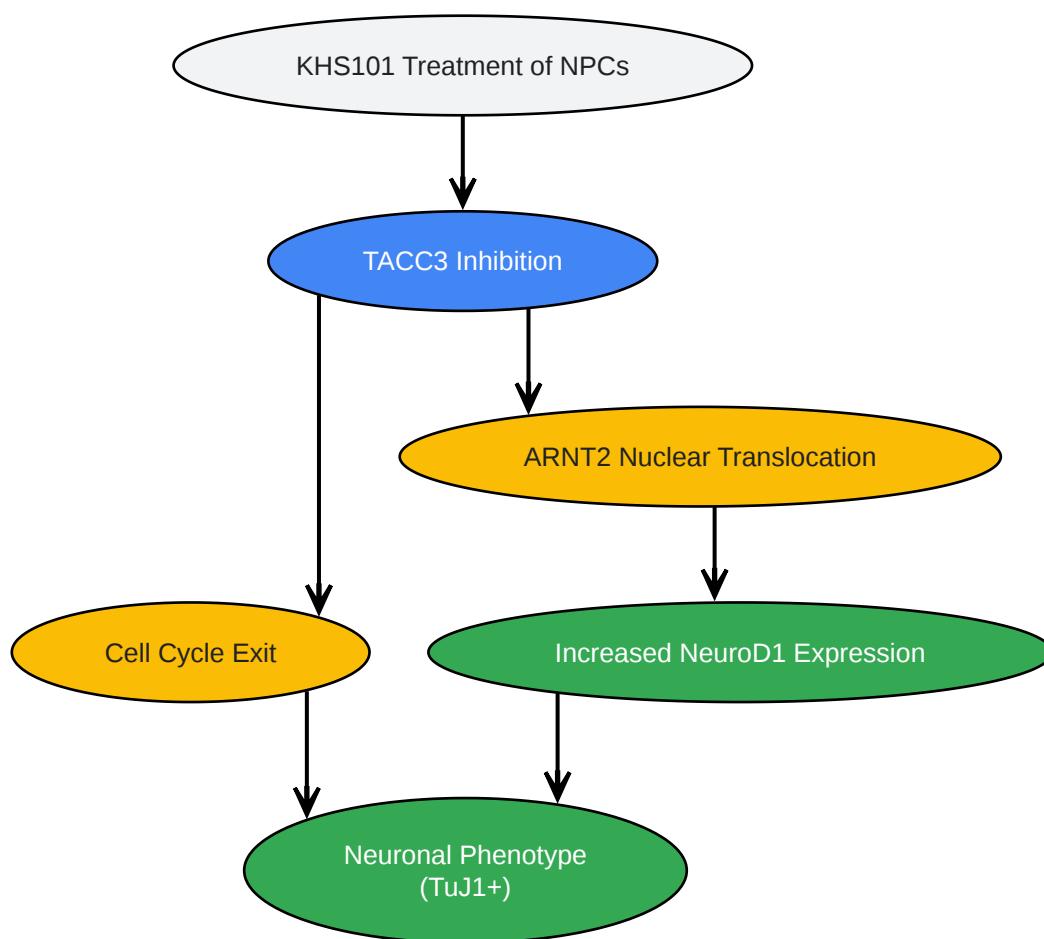 KHS101 Treatment of NPCs
TACC3 Inhibition
ARNT2 Nuclear Translocation
Cell Cycle Exit
Increased NeuroD1 Expression
Neuronal Phenotype
(TuJ1+)